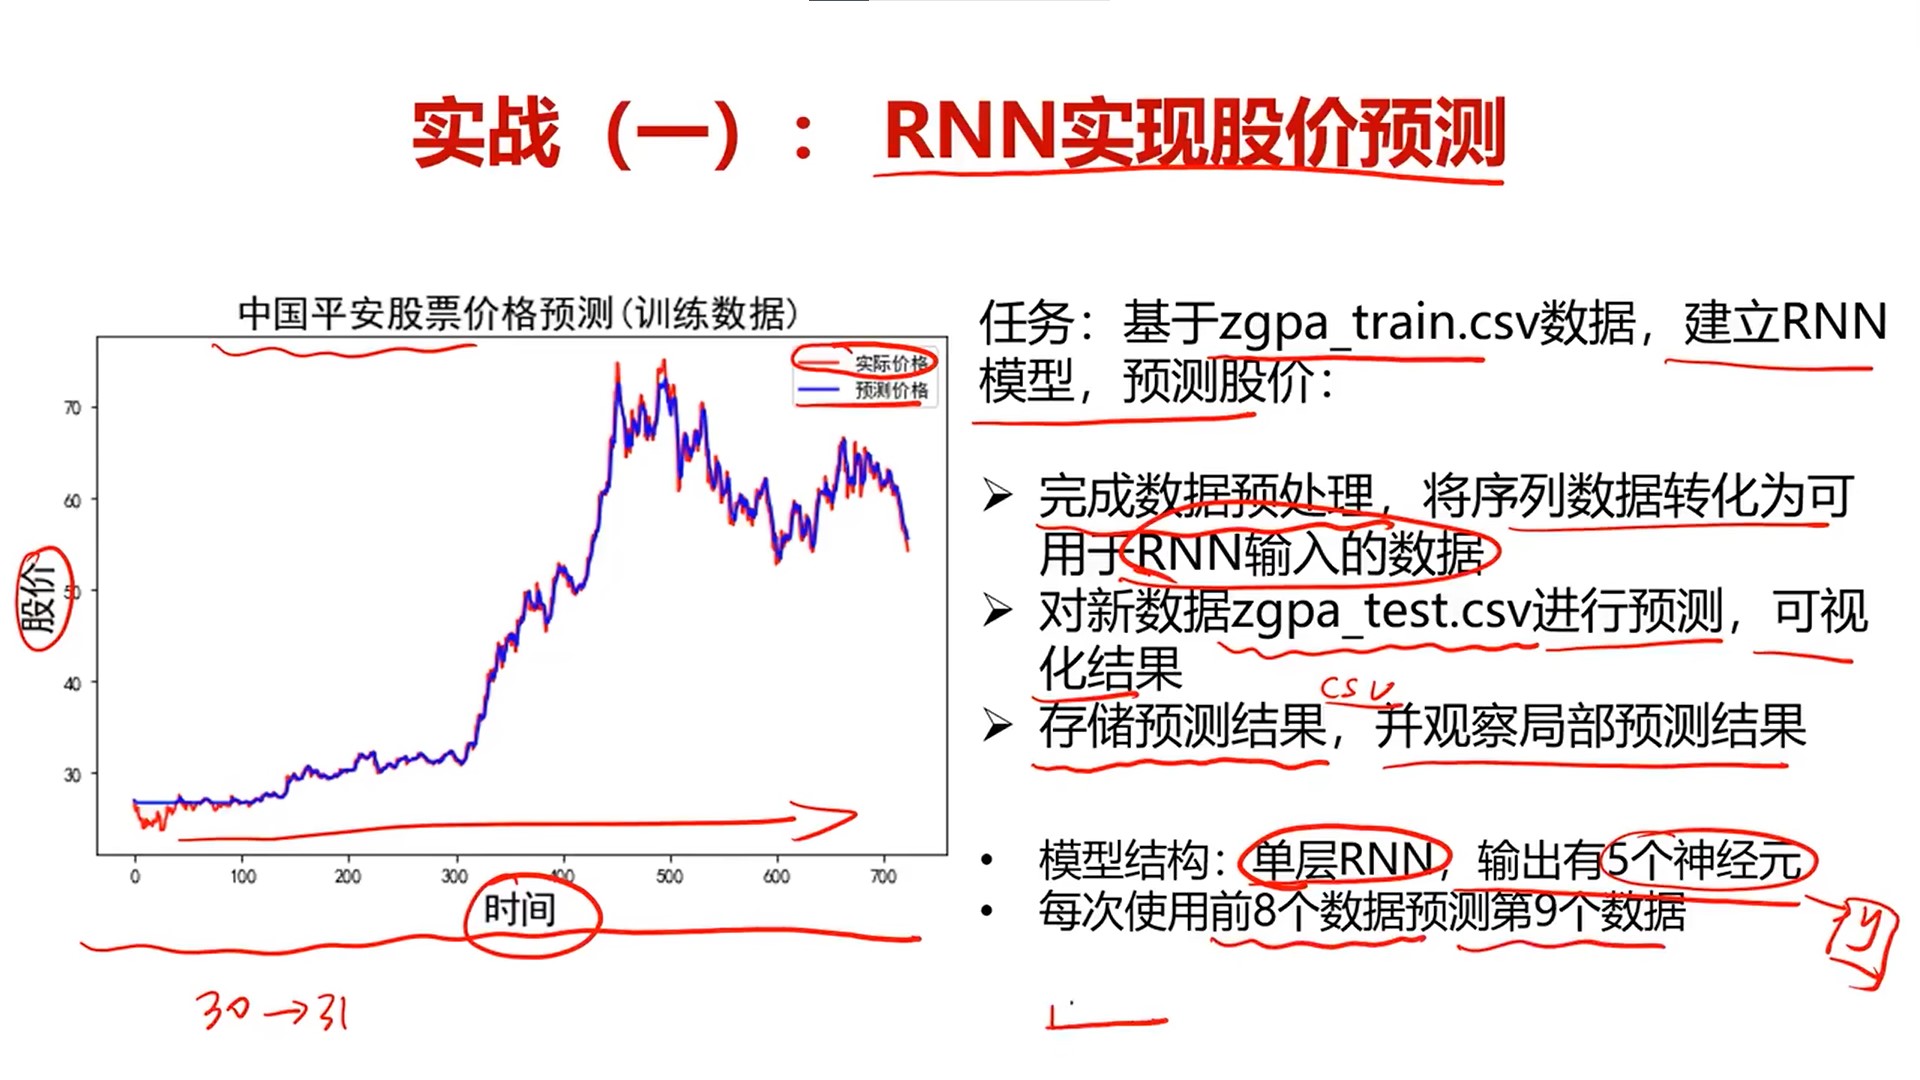 实战（一）： RNN实现股价预测
中国平安股票价格预测(训练数据)
实际价格
预测价格
70
60
50
40
30
股价
0 100 200 300 400 500 600 700
时间
30→31
任务：基于zgpa_train.csv数据，建立RNN
模型，预测股价：
➢ 完成数据预处理，将序列数据转化为可
用于RNN输入的数据
➢ 对新数据zgpa_test.csv进行预测，可视
化结果
csv
➢ 存储预测结果，并观察局部预测结果
• 模型结构：单层RNN，输出有5个神经元
• 每次使用前8个数据预测第9个数据
y